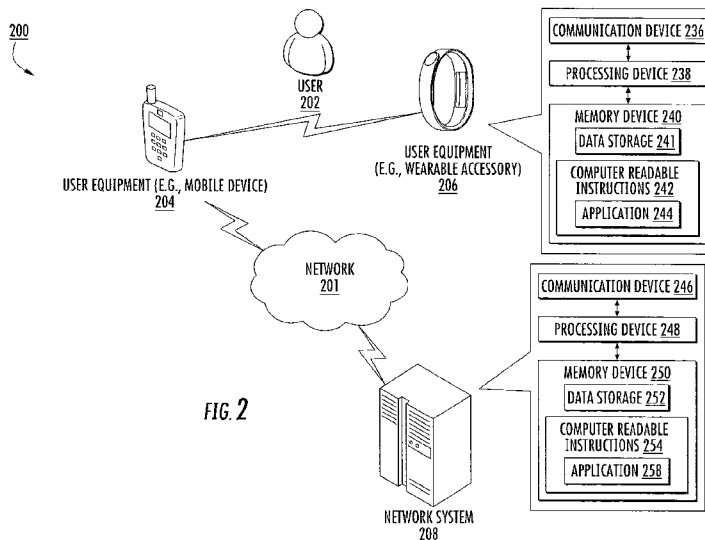 200
USER
202
USER EQUIPMENT (E.G., MOBILE DEVICE)
204
USER EQUIPMENT
(E.G., WEARABLE ACCESSORY)
206
COMMUNICATION DEVICE 236
PROCESSING DEVICE 238
MEMORY DEVICE 240
DATA STORAGE 241
COMPUTER READABLE
INSTRUCTIONS 242
APPLICATION 244
NETWORK
201
COMMUNICATION DEVICE 246
PROCESSING DEVICE 248
MEMORY DEVICE 250
DATA STORAGE 252
COMPUTER READABLE
INSTRUCTIONS 254
APPLICATION 258
FIG. 2
NETWORK SYSTEM
208